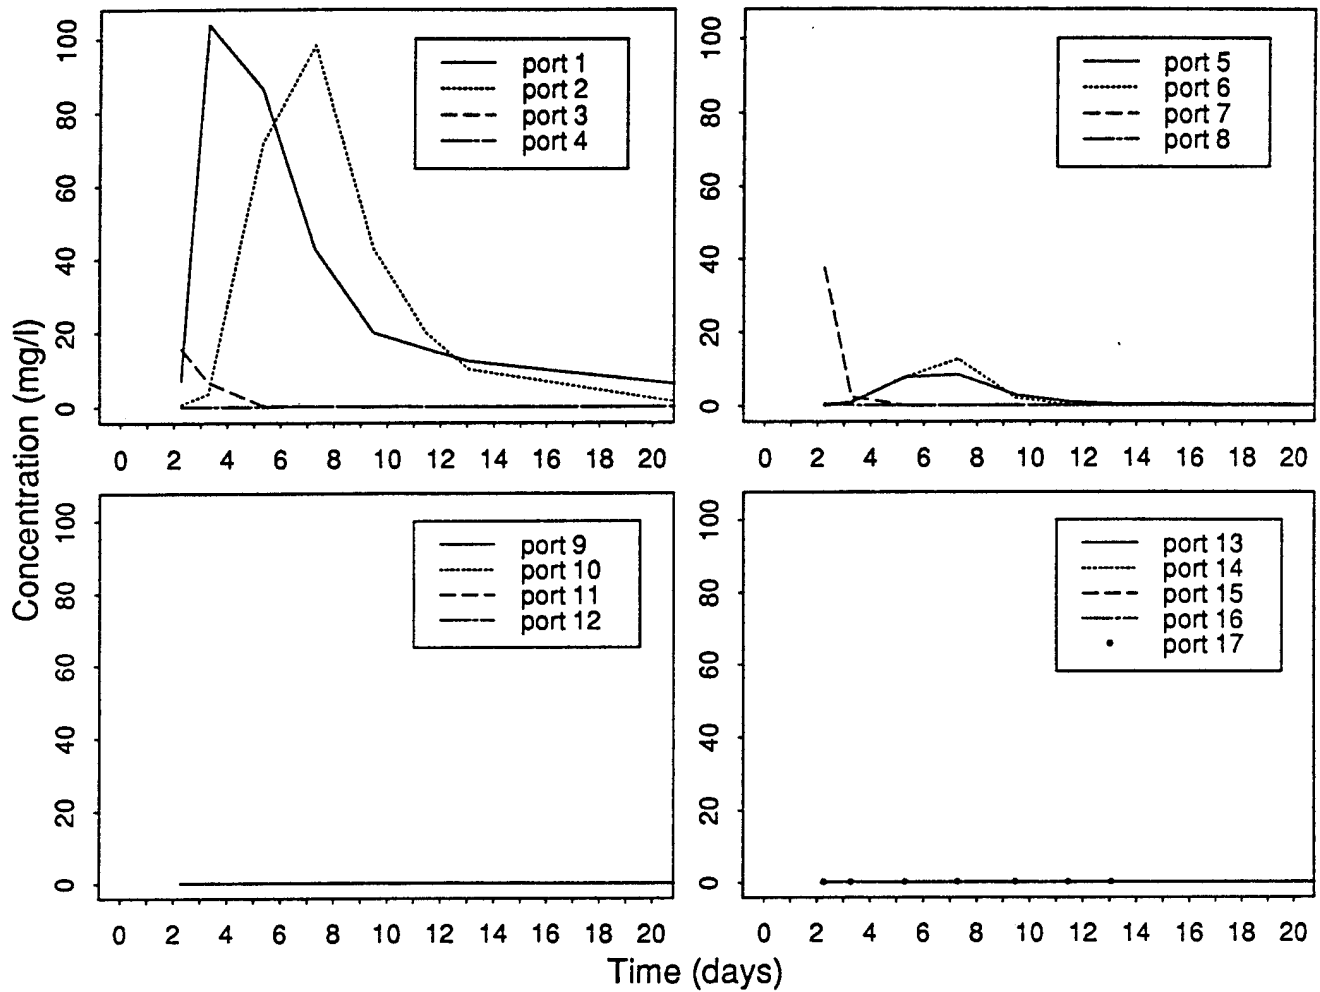 100
80
60
40
20
0
port 1
port 2
port 3
port 4
0 2 4 6 8 10 12 14 16 18 20
100
80
60
40
20
0
port 5
port 6
port 7
port 8
0 2 4 6 8 10 12 14 16 18 20
Concentration (mg/l)
100
80
60
40
20
0
port 9
port 10
port 11
port 12
0 2 4 6 8 10 12 14 16 18 20
100
80
60
40
20
0
port 13
port 14
port 15
port 16
port 17
0 2 4 6 8 10 12 14 16 18 20
Time (days)